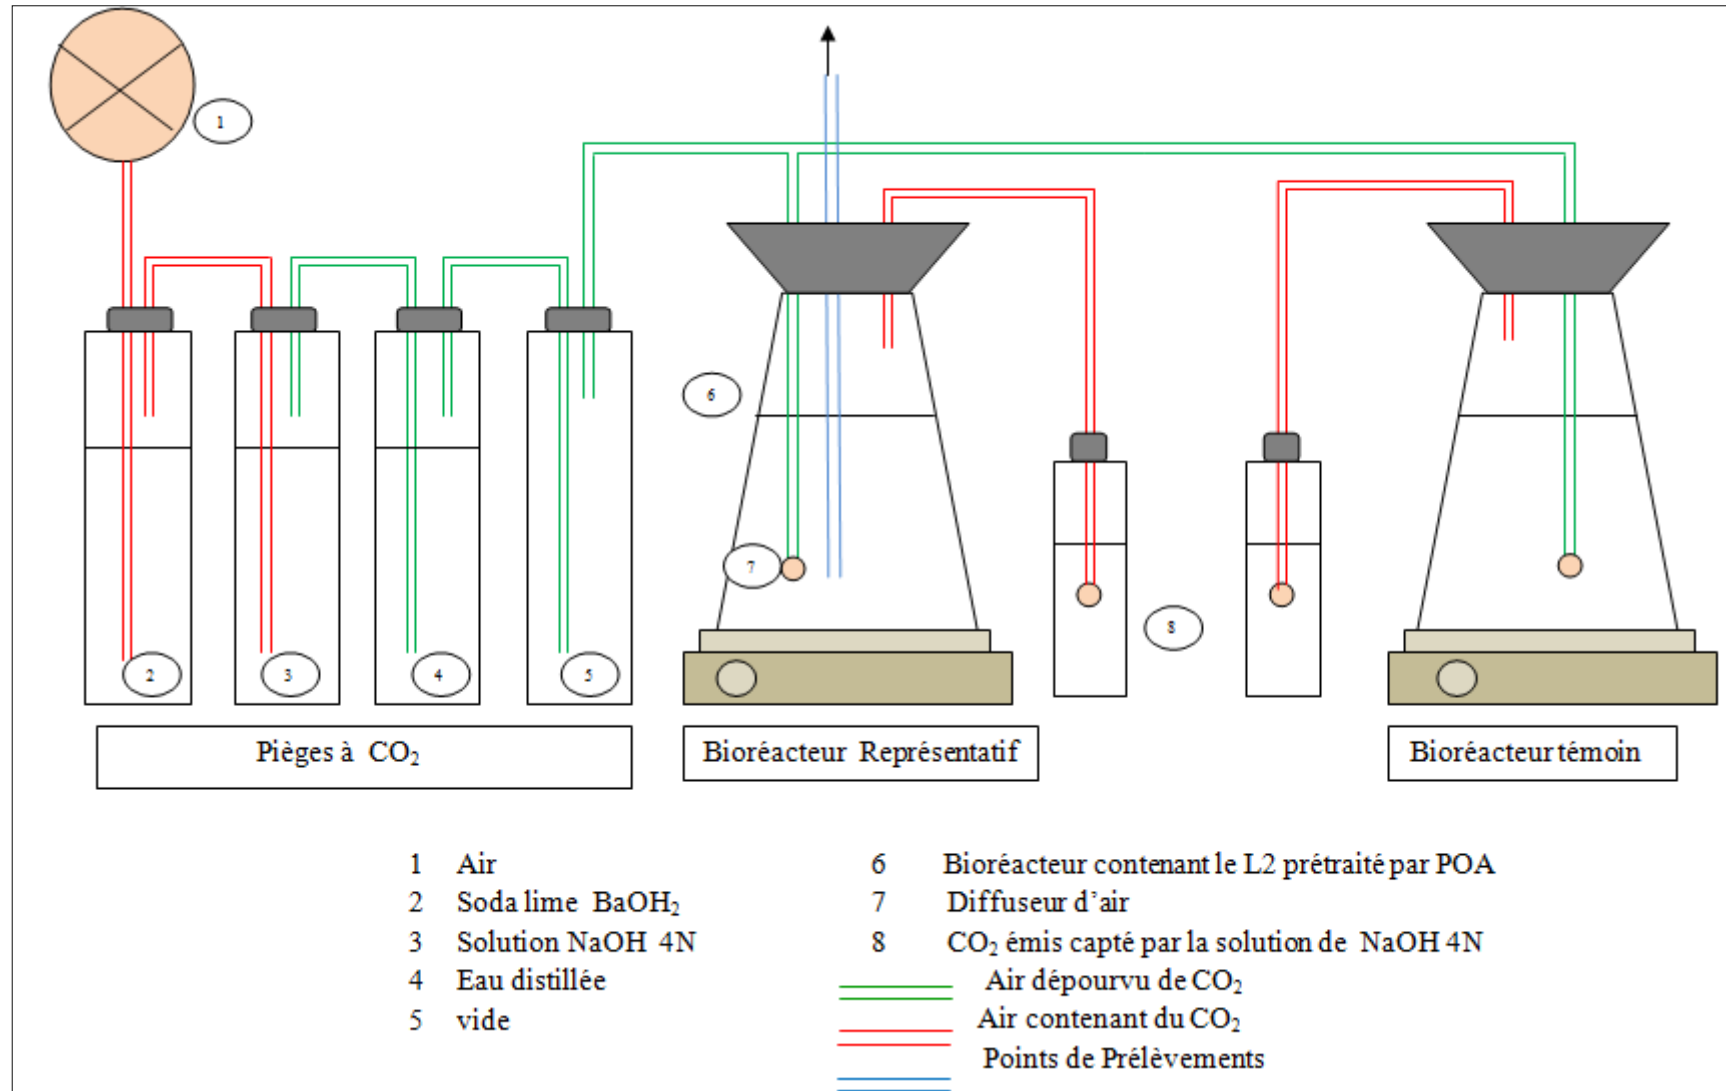 1
2
3
4
5
6
7
8
Pièges à CO₂
Bioréacteur Représentatif
Bioréacteur témoin
1 Air
2 Soda lime BaOH₂
3 Solution NaOH 4N
4 Eau distillée
5 vide
6 Bioréacteur contenant le L2 prétraité par POA
7 Diffuseur d’air
8 CO₂ émis capté par la solution de NaOH 4N
Air dépourvu de CO₂
Air contenant du CO₂
Points de Prélèvements